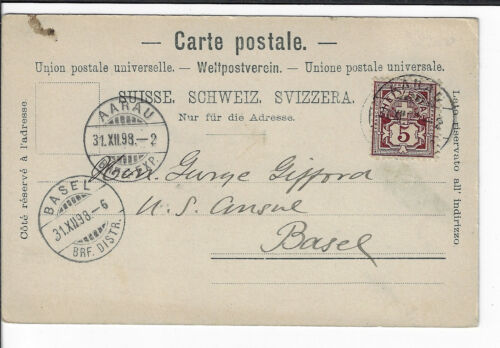 — Carte postale. —
Union postale universelle. — Weltpostverein. — Unione postale universale.
SUISSE. SCHWEIZ. SVIZZERA.
Nur für die Adresse.
Côté réservé à l'adresse.
Lato riservato all' indirizzo
AARAU
31.XII.98.–2
EXP.
5
BASEL
31.XII.98.–6
BRF. DISTR.
Hon. George Gifford
U. S. Consul
Basel